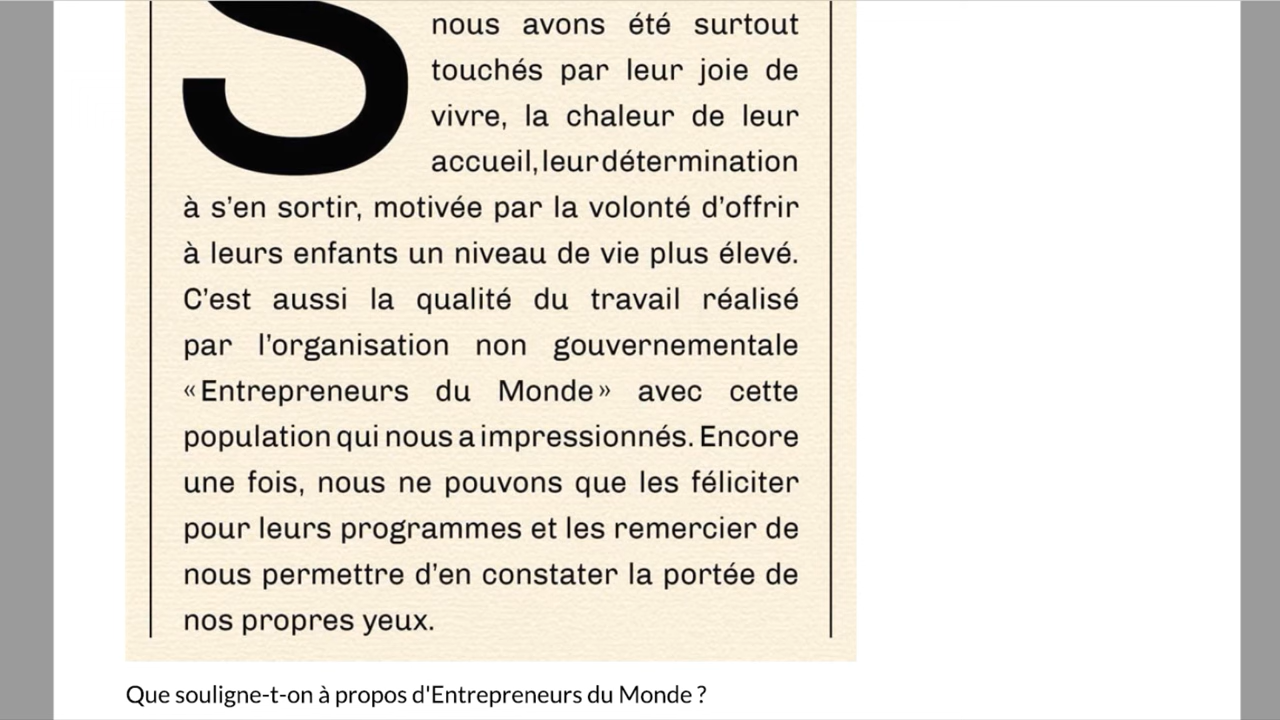 S
nous avons été surtout
touchés par leur joie de
vivre, la chaleur de leur
accueil, leur détermination
à s’en sortir, motivée par la volonté d’offrir
à leurs enfants un niveau de vie plus élevé.
C’est aussi la qualité du travail réalisé
par l’organisation non gouvernementale
«Entrepreneurs du Monde» avec cette
population qui nous a impressionnés. Encore
une fois, nous ne pouvons que les féliciter
pour leurs programmes et les remercier de
nous permettre d’en constater la portée de
nos propres yeux.
Que souligne-t-on à propos d'Entrepreneurs du Monde ?